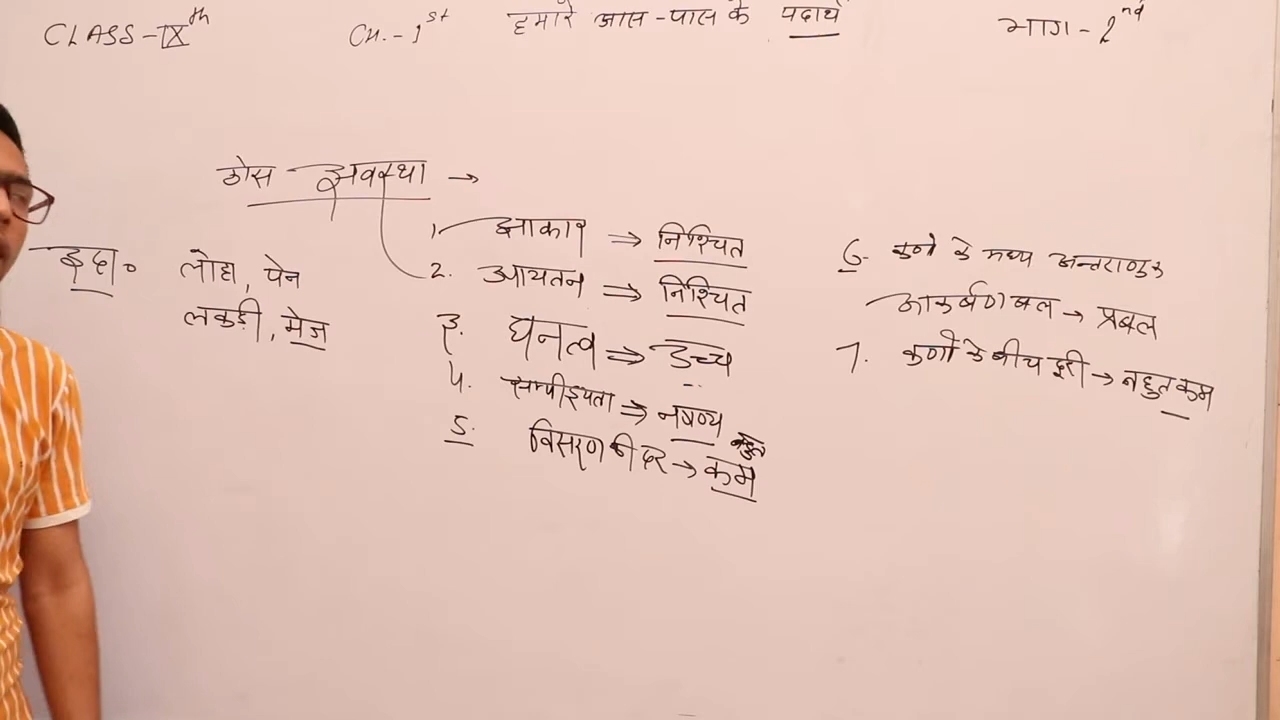 CLASS-IXth CH.-1st हमारे आस-पास के पदार्थ भाग-2nd
ठोस अवस्था →
उदा० लोहा, पेन
लकड़ी, मेज
1. आकार ⇒ निश्चित
2. आयतन ⇒ निश्चित
3. घनत्व ⇒ उच्च
4. सम्पीड्यता ⇒ नगण्य
5. विसरण की दर → बहुत कम
6. कणों के मध्य अन्तराणुक
आकर्षण बल → प्रबल
7. कणों के बीच दूरी → बहुत कम